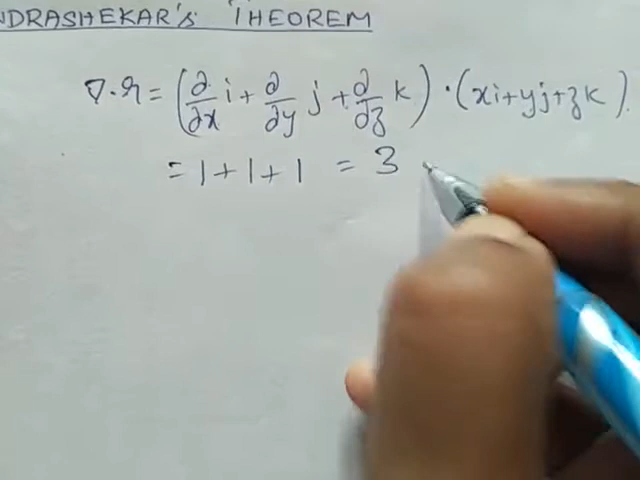 NDRASHEKAR'S THEOREM
∇·r = (∂/∂x i + ∂/∂y j + ∂/∂z k) · (xi+yj+zk).
= 1 + 1 + 1 = 3